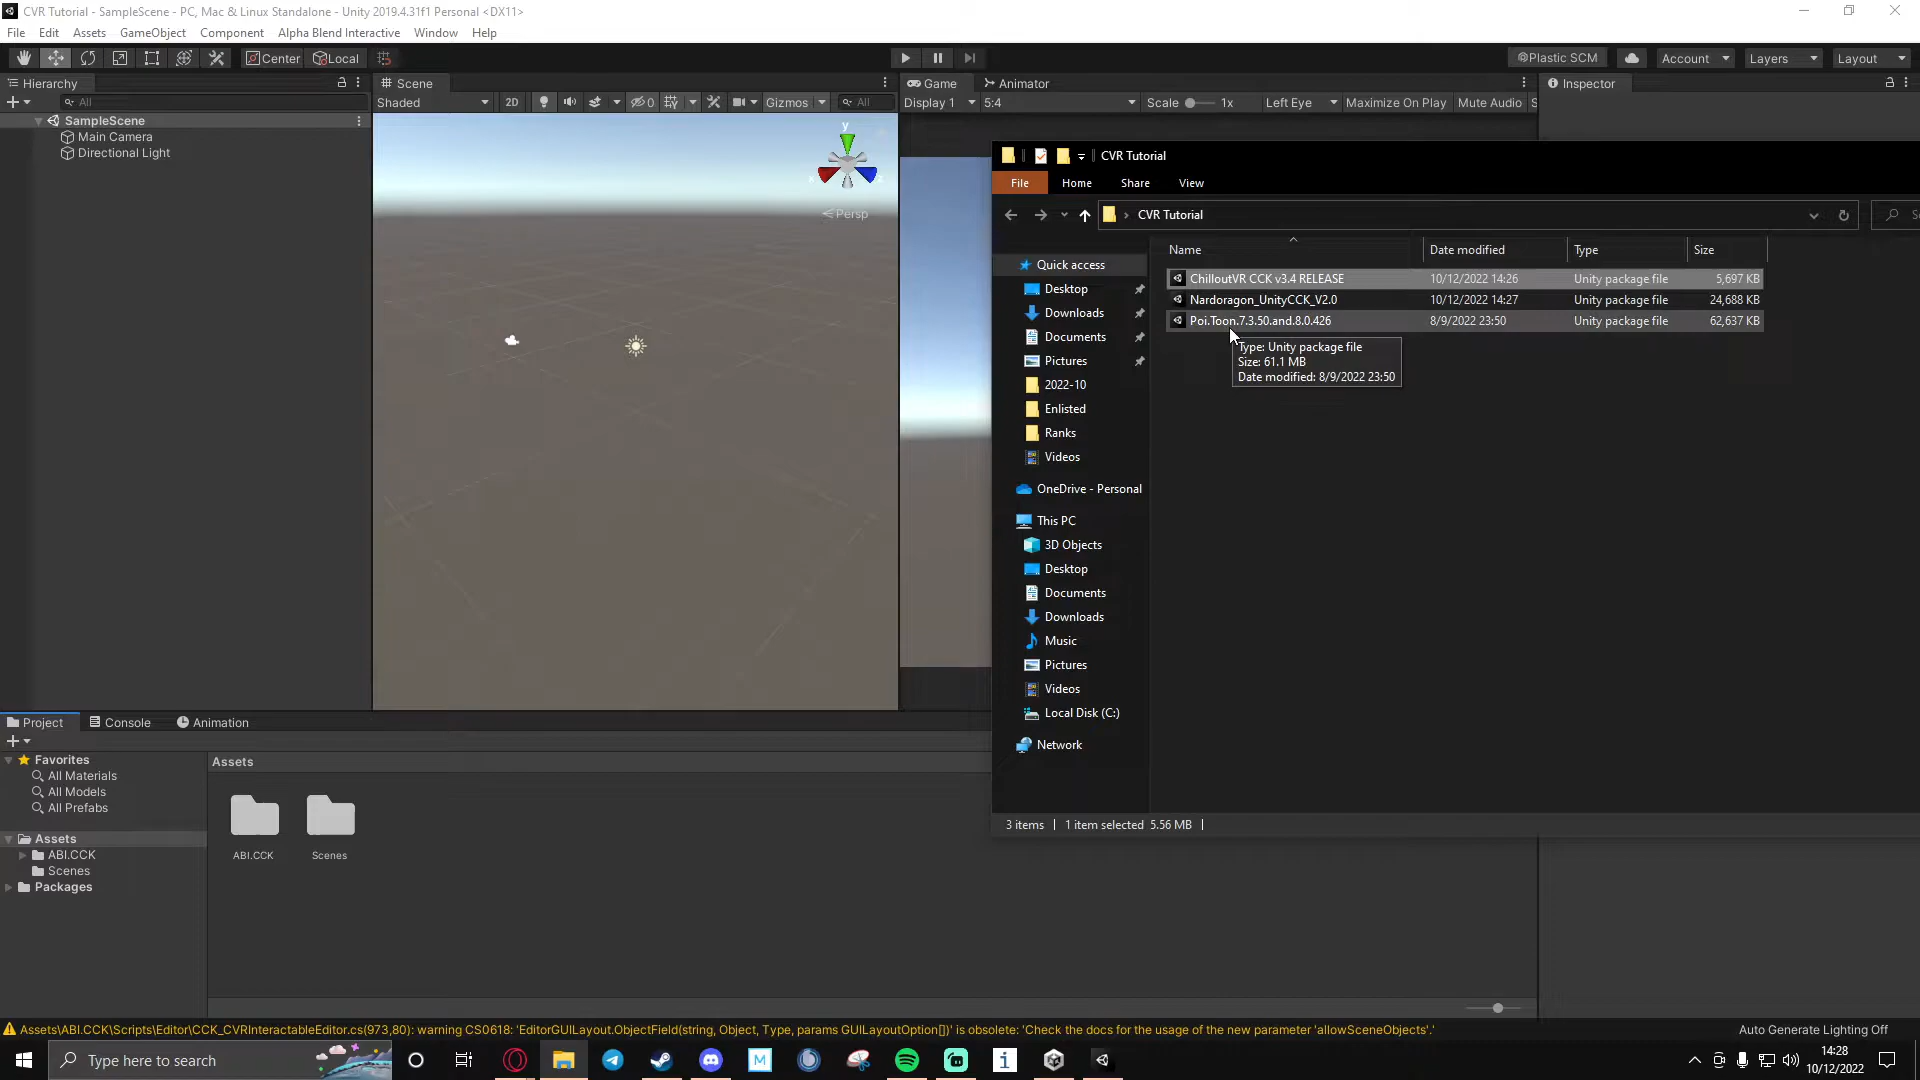 CVR Tutorial - SampleScene - PC, Mac & Linux Standalone - Unity 2019.4.31f1 Personal <DX11>
File Edit Assets GameObject Component Alpha Blend Interactive Window Help
Center Local Plastic SCM Account Layers Layout
Hierarchy
All
SampleScene
Main Camera
Directional Light
Scene
Shaded 2D 0 Gizmos All
y
Persp
Game Animator
Display 1 5:4 Scale 1x Left Eye Maximize On Play Mute Audio S
Inspector
CVR Tutorial
File Home Share View
CVR Tutorial
Name Date modified Type Size
ChilloutVR CCK v3.4 RELEASE 10/12/2022 14:26 Unity package file 5,697 KB
Nardoragon_UnityCCK_V2.0 10/12/2022 14:27 Unity package file 24,688 KB
Poi.Toon.7.3.50.and.8.0.426 8/9/2022 23:50 Unity package file 62,637 KB
Type: Unity package file
Size: 61.1 MB
Date modified: 8/9/2022 23:50
Quick access
Desktop
Downloads
Documents
Pictures
2022-10
Enlisted
Ranks
Videos
OneDrive - Personal
This PC
3D Objects
Desktop
Documents
Downloads
Music
Pictures
Videos
Local Disk (C:)
Network
3 items 1 item selected 5.56 MB
Project Console Animation
Favorites
All Materials
All Models
All Prefabs
Assets
ABI.CCK
Scenes
Packages
Assets
ABI.CCK Scenes
Assets\ABI.CCK\Scripts\Editor\CCK_CVRInteractableEditor.cs(973,80): warning CS0618: 'EditorGUILayout.ObjectField(string, Object, Type, params GUILayoutOption[])' is obsolete: 'Check the docs for the usage of the new parameter 'allowSceneObjects'.'
Auto Generate Lighting Off
Type here to search
14:28
10/12/2022